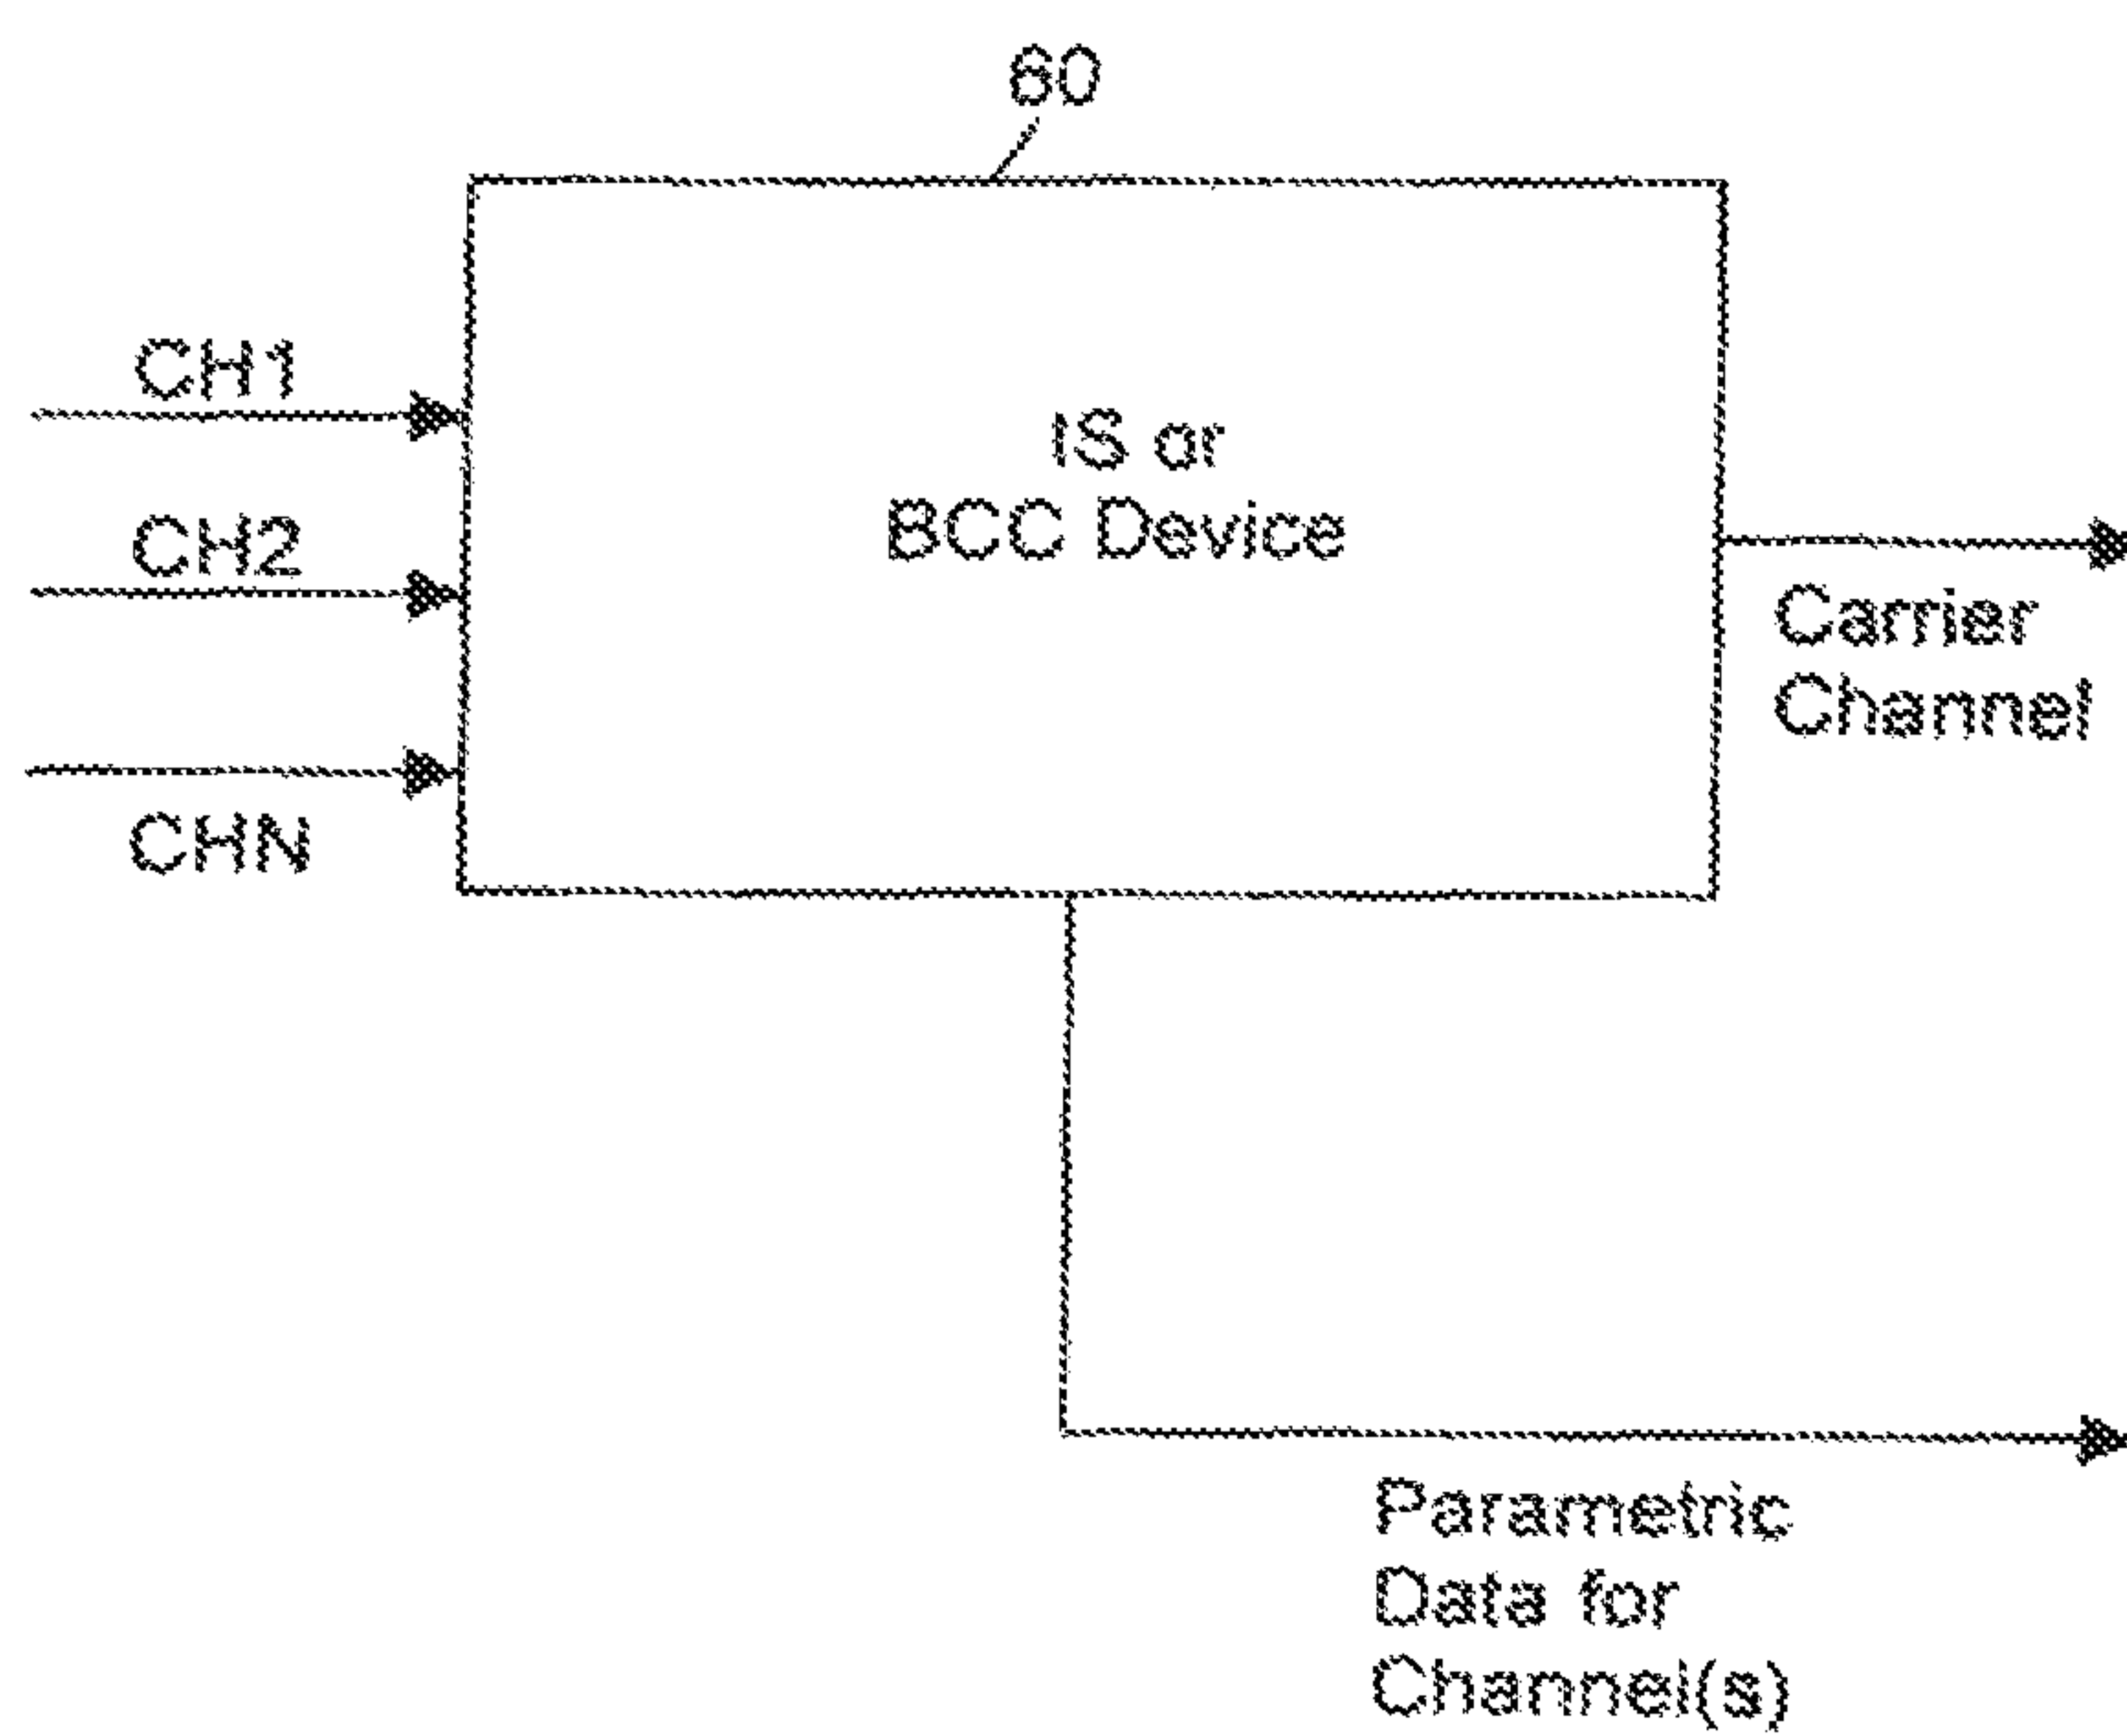 60
CH1
CH2
CHN
IS or
BCC Device
Carrier
Channel
Parametric
Data for
Channel(s)